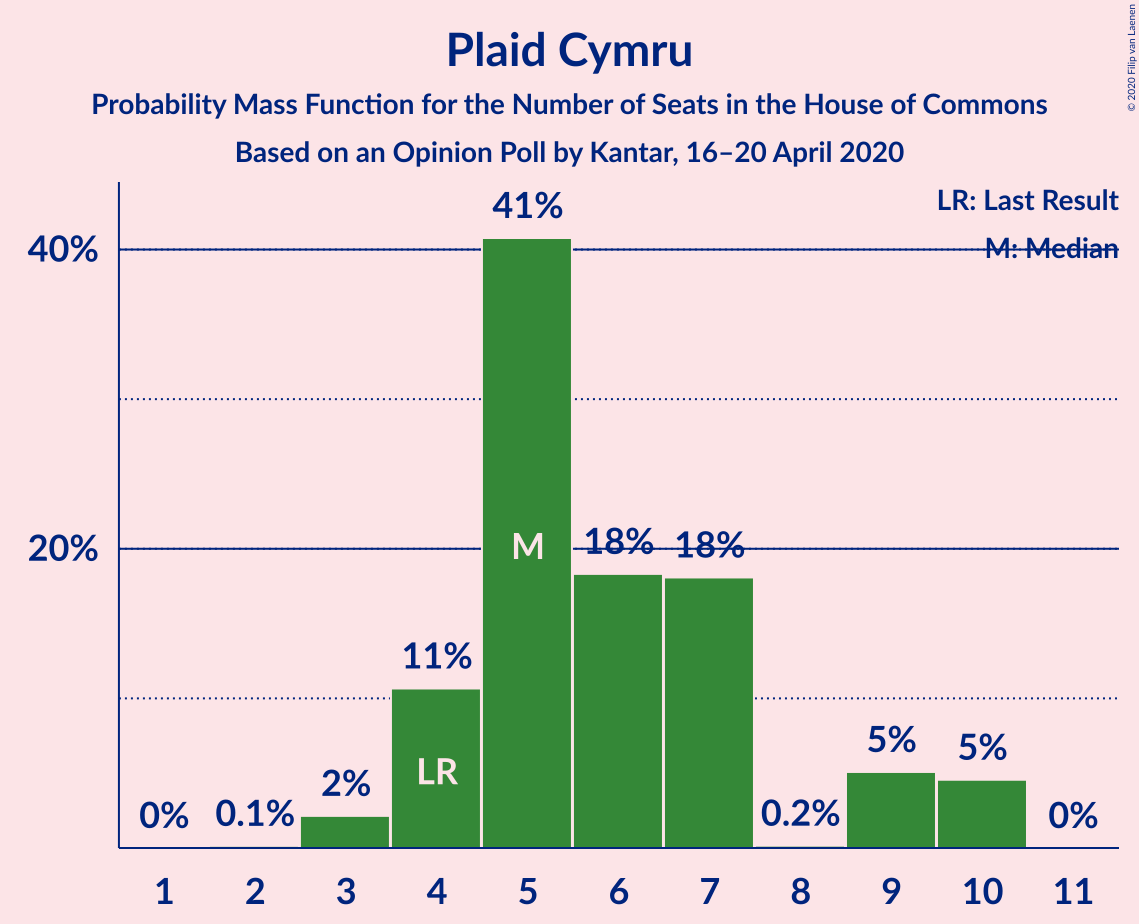 Plaid Cymru
Probability Mass Function for the Number of Seats in the House of Commons
Based on an Opinion Poll by Kantar, 16–20 April 2020
© 2020 Filip van Laenen
LR: Last Result
M: Median
40%
20%
0%
0.1%
2%
11%
41%
18%
18%
0.2%
5%
5%
0%
LR
M
1 2 3 4 5 6 7 8 9 10 11